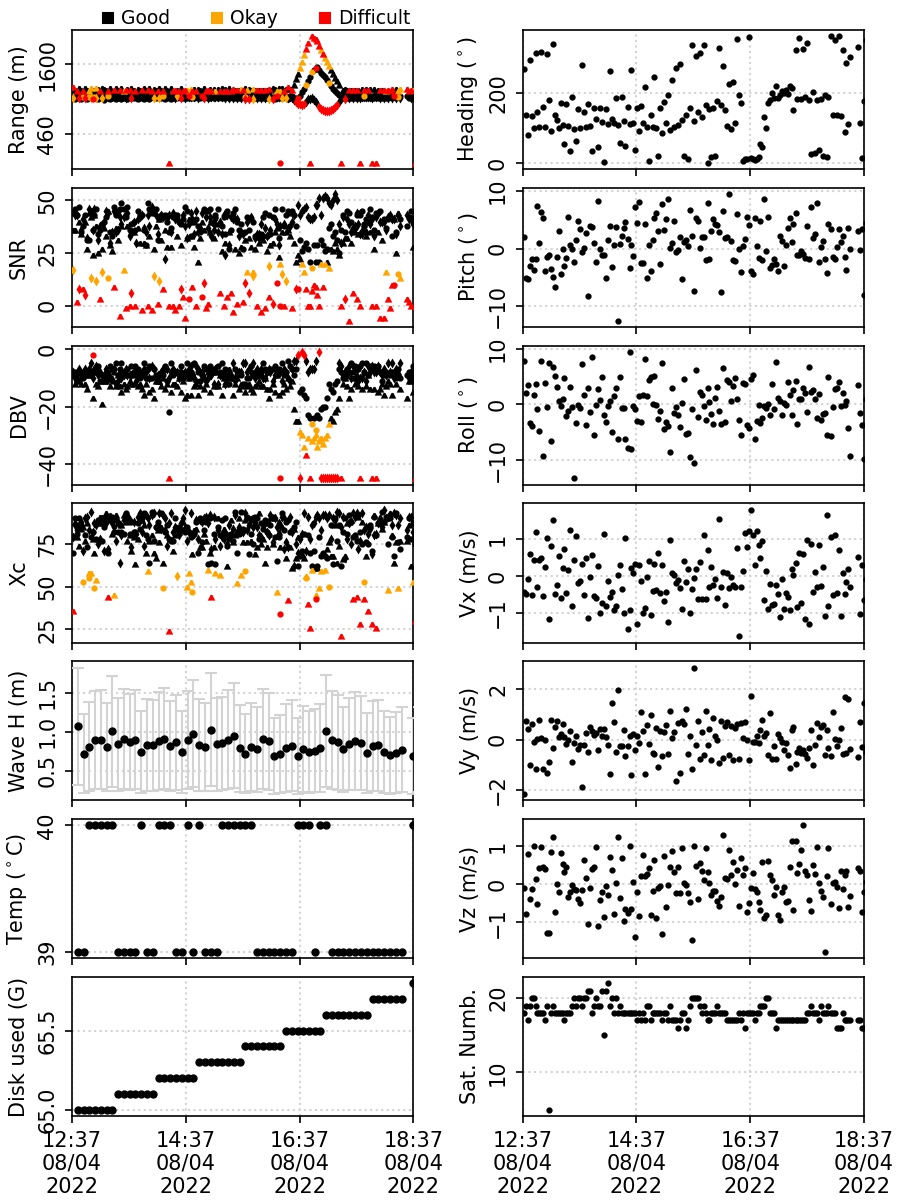 Good Okay Difficult
Range (m)
1600
460
Heading (°)
200
0
SNR
50
25
0
Pitch (°)
10
0
−10
DBV
0
−20
−40
Roll (°)
10
0
−10
Xc
75
50
25
Vx (m/s)
1
0
−1
Wave H (m)
1.5
1.0
0.5
Vy (m/s)
2
0
−2
Temp (°C)
40
39
Vz (m/s)
1
0
−1
Disk used (G)
65.5
65.0
Sat. Numb.
20
10
12:37 14:37 16:37 18:37 12:37 14:37 16:37 18:37
08/04 08/04 08/04 08/04 08/04 08/04 08/04 08/04
2022 2022 2022 2022 2022 2022 2022 2022